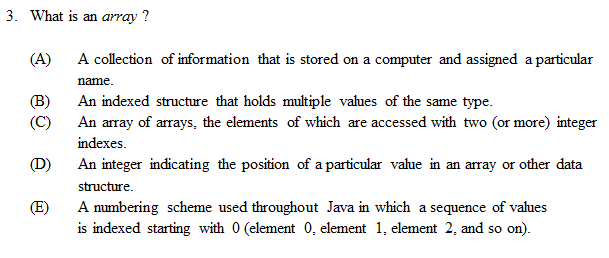 3. What is an array ?
(A) A collection of information that is stored on a computer and assigned a particular
name.
(B) An indexed structure that holds multiple values of the same type.
(C) An array of arrays, the elements of which are accessed with two (or more) integer
indexes.
(D) An integer indicating the position of a particular value in an array or other data
structure.
(E) A numbering scheme used throughout Java in which a sequence of values
is indexed starting with 0 (element 0, element 1, element 2, and so on).